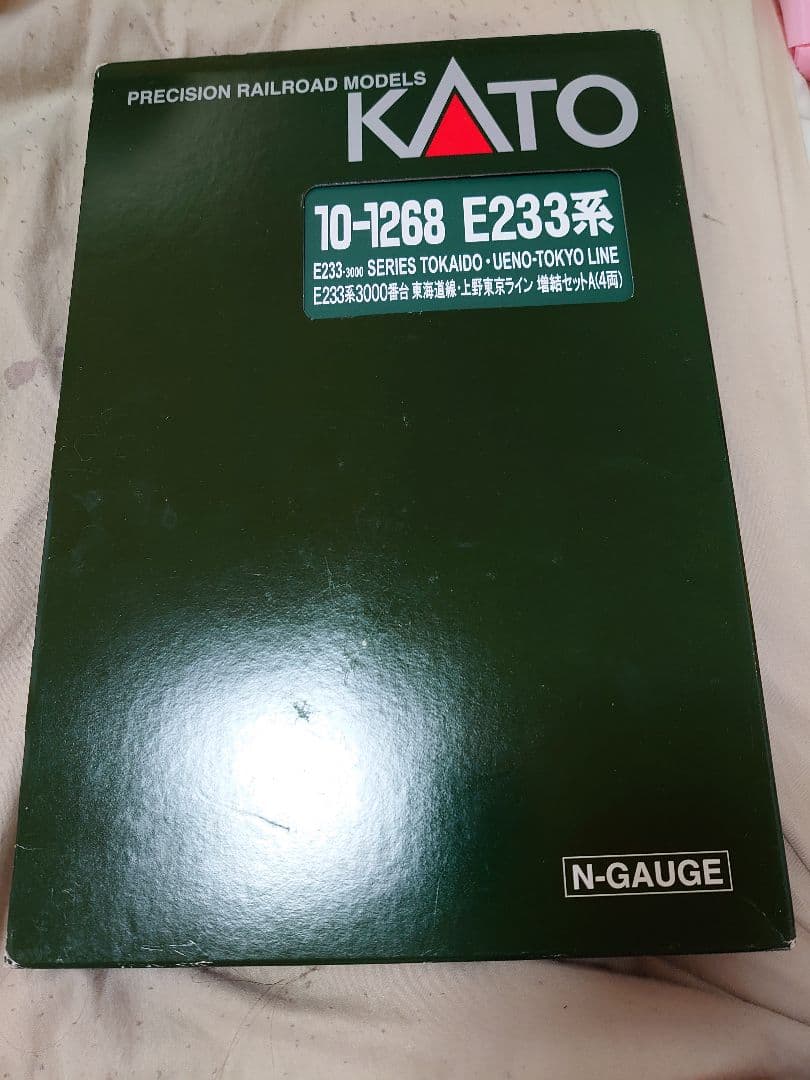 PRECISION RAILROAD MODELS
KATO
10-1268 E233系
E233-3000 SERIES TOKAIDO・UENO-TOKYO LINE
E233系3000番台 東海道線・上野東京ライン 増結セットA(4両)
N-GAUGE